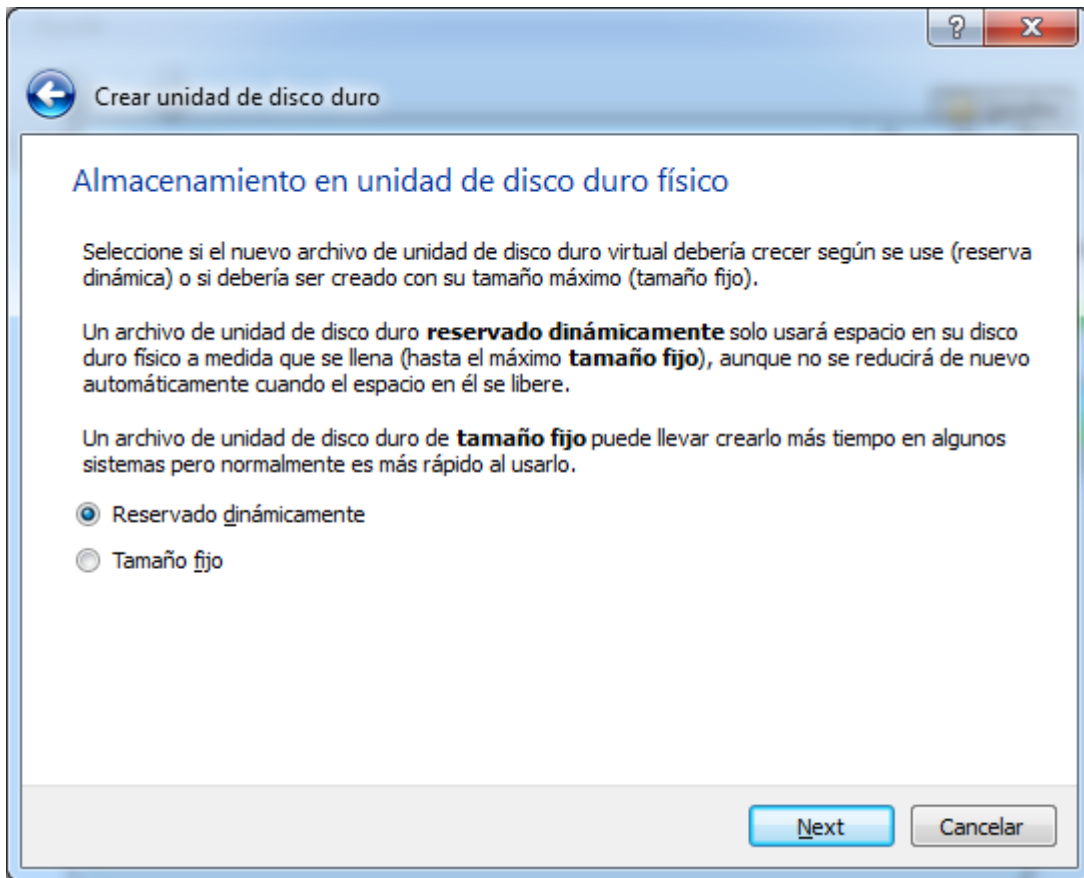 Crear unidad de disco duro
Almacenamiento en unidad de disco duro físico
Seleccione si el nuevo archivo de unidad de disco duro virtual debería crecer según se use (reserva
dinámica) o si debería ser creado con su tamaño máximo (tamaño fijo).
Un archivo de unidad de disco duro reservado dinámicamente solo usará espacio en su disco
duro físico a medida que se llena (hasta el máximo tamaño fijo), aunque no se reducirá de nuevo
automáticamente cuando el espacio en él se libere.
Un archivo de unidad de disco duro de tamaño fijo puede llevar crearlo más tiempo en algunos
sistemas pero normalmente es más rápido al usarlo.
Reservado dinámicamente
Tamaño fijo
Next Cancelar